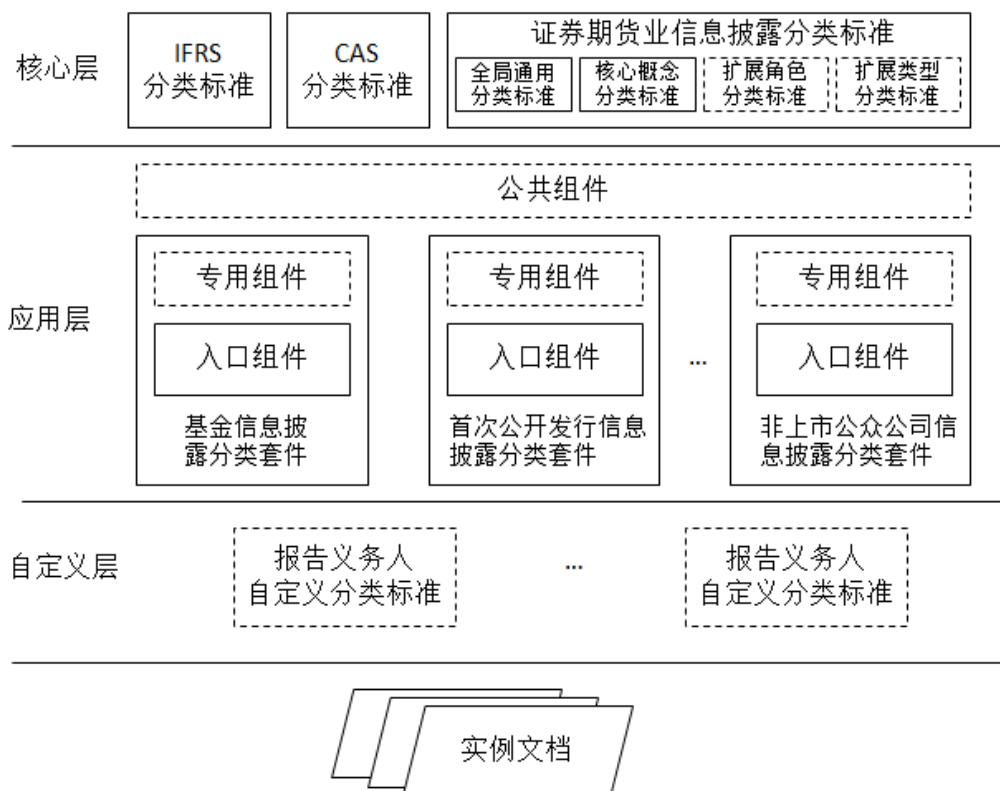 核心层
IFRS
分类标准
CAS
分类标准
证券期货业信息披露分类标准
全局通用
分类标准
核心概念
分类标准
扩展角色
分类标准
扩展类型
分类标准
应用层
公共组件
专用组件
入口组件
基金信息披
露分类套件
专用组件
入口组件
首次公开发行信息
披露分类套件
...
专用组件
入口组件
非上市公众公司信
息披露分类套件
自定义层
报告义务人
自定义分类标准
...
报告义务人
自定义分类标准
实例文档